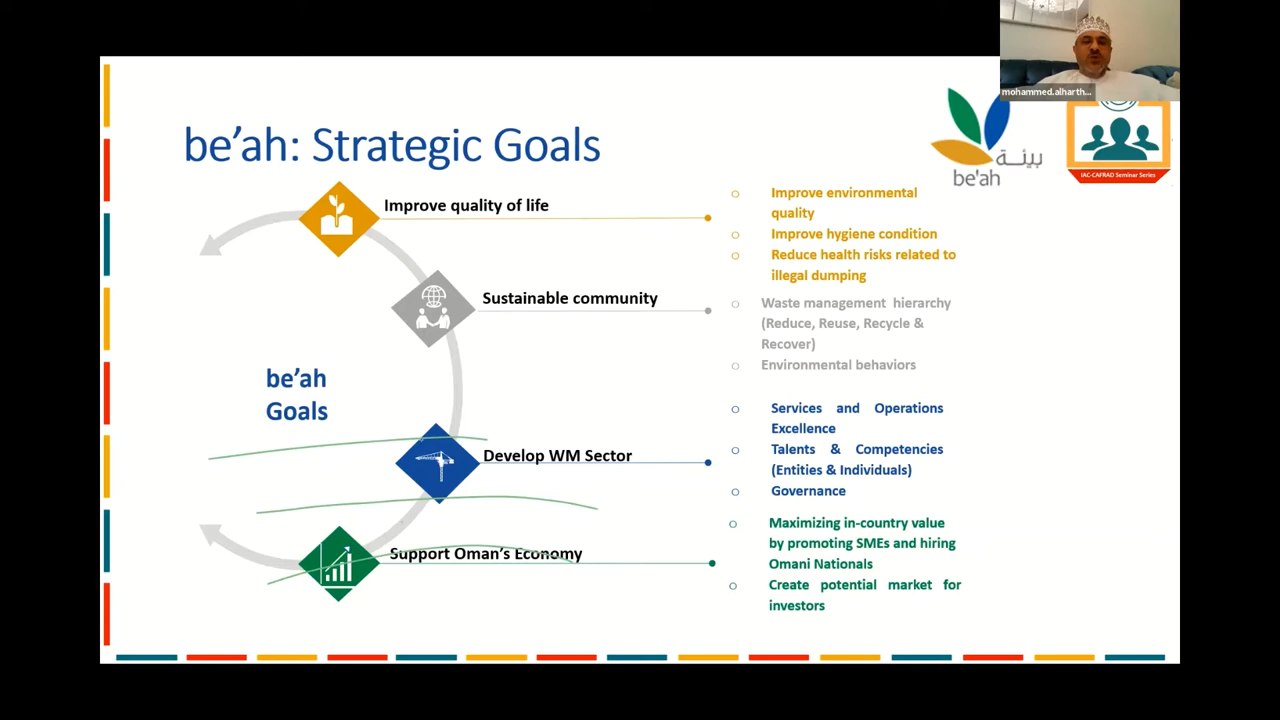 mohammed.alharth...
be'ah: Strategic Goals
بيئة
be'ah
IAC-CAFRAD Seminar Series
Improve quality of life
o Improve environmental
quality
o Improve hygiene condition
o Reduce health risks related to
illegal dumping
Sustainable community
o Waste management hierarchy
(Reduce, Reuse, Recycle &
Recover)
o Environmental behaviors
be'ah
Goals
Develop WM Sector
o Services and Operations
Excellence
o Talents & Competencies
(Entities & Individuals)
o Governance
Support Oman's Economy
o Maximizing in-country value
by promoting SMEs and hiring
Omani Nationals
o Create potential market for
investors